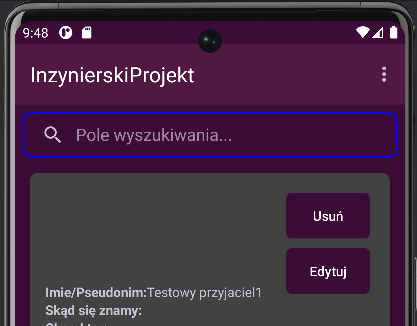 9:48
InzynierskiProjekt
Pole wyszukiwania...
Usuń
Edytuj
Imie/Pseudonim:Testowy przyjaciel1
Skąd się znamy: